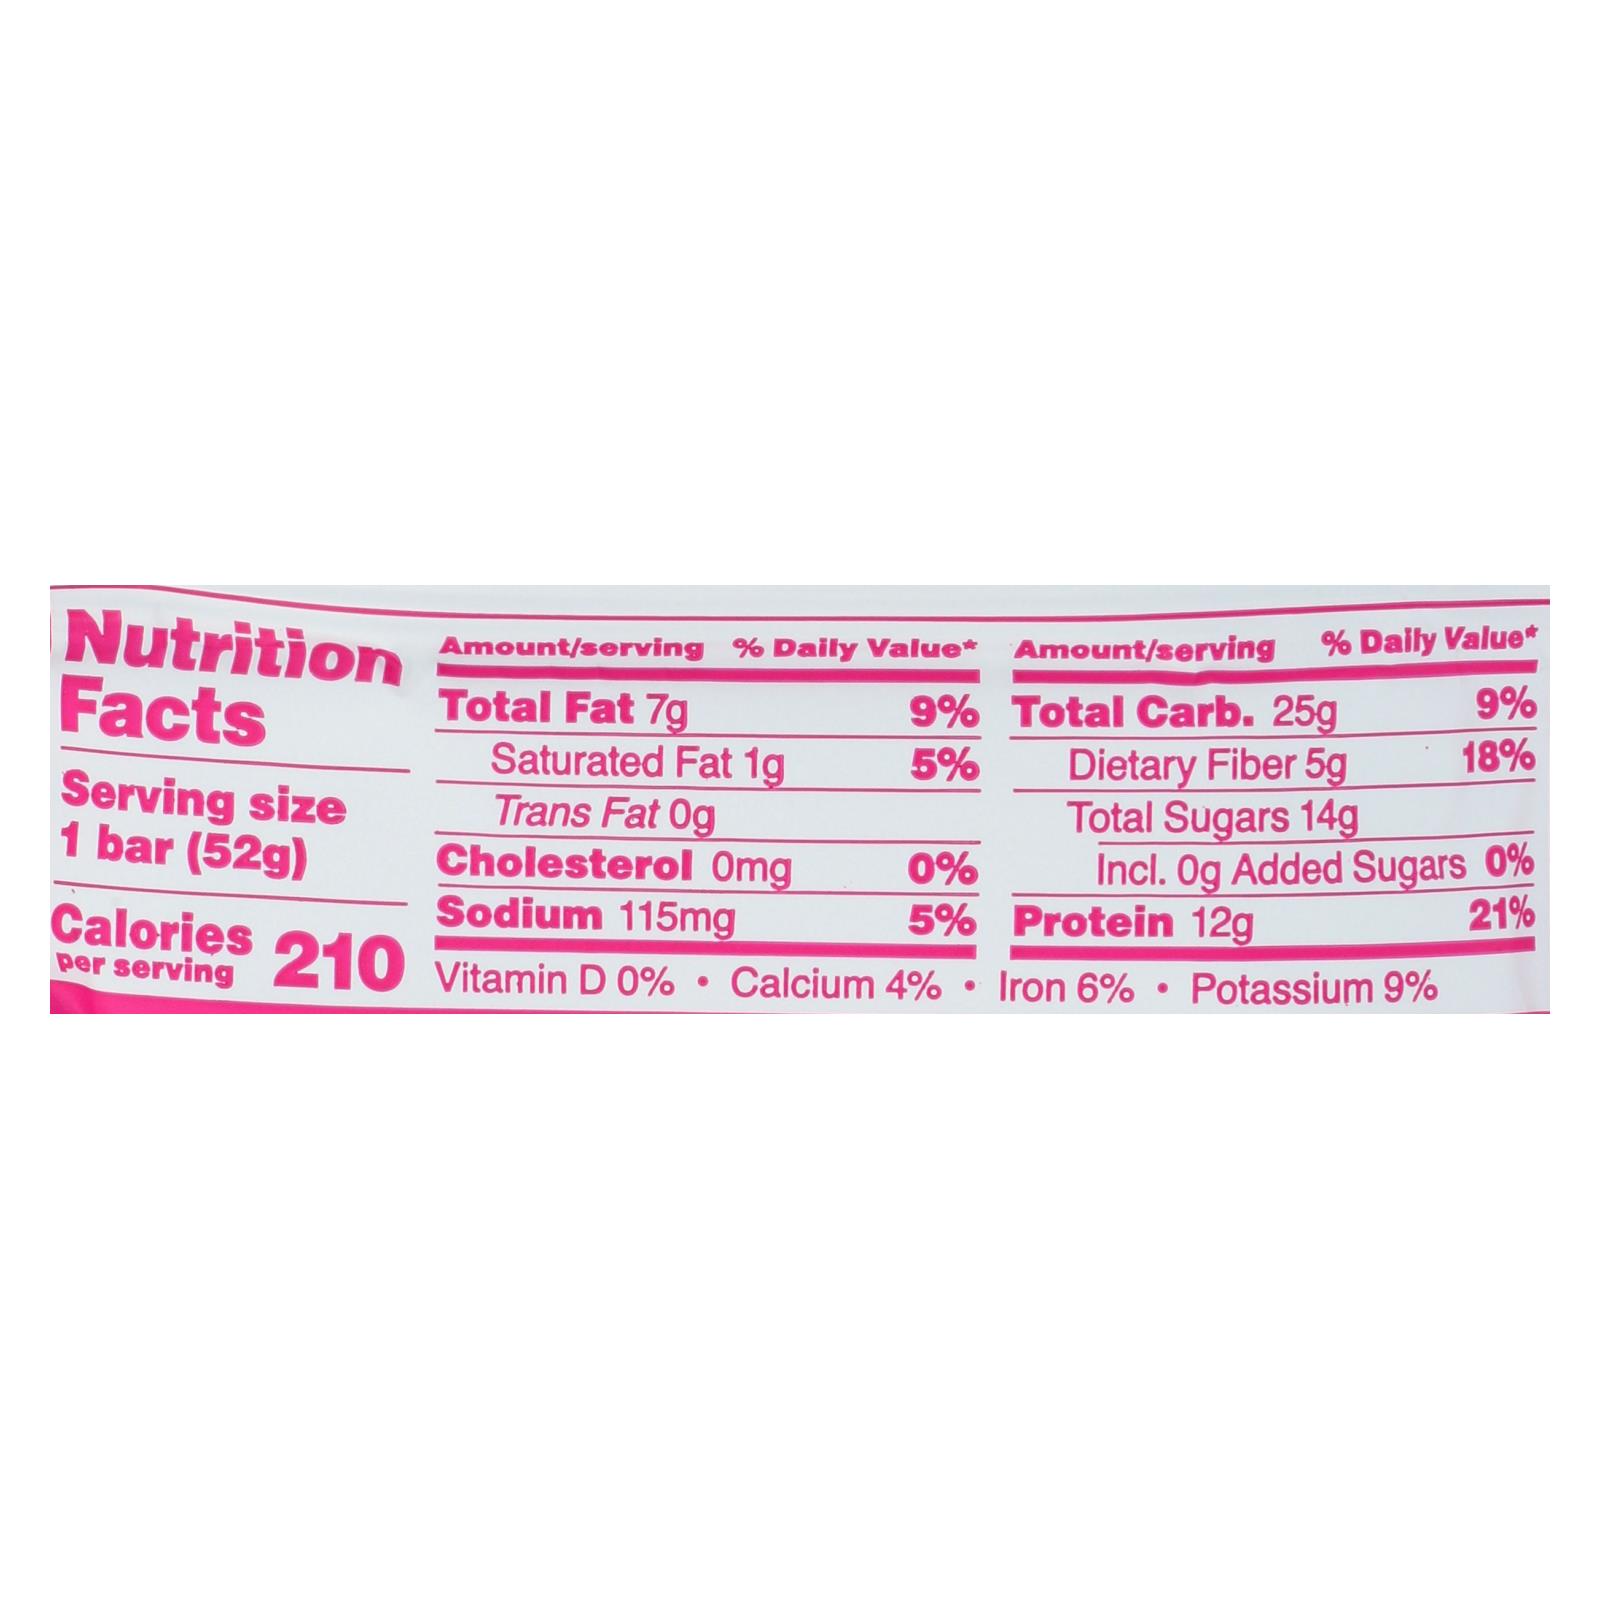 Nutrition
Facts
Serving size
1 bar (52g)
Calories 210
per serving
Amount/serving % Daily Value*
Total Fat 7g 9%
Saturated Fat 1g 5%
Trans Fat 0g
Cholesterol 0mg 0%
Sodium 115mg 5%
Amount/serving % Daily Value*
Total Carb. 25g 9%
Dietary Fiber 5g 18%
Total Sugars 14g
Incl. 0g Added Sugars 0%
Protein 12g 21%
Vitamin D 0% • Calcium 4% • Iron 6% • Potassium 9%